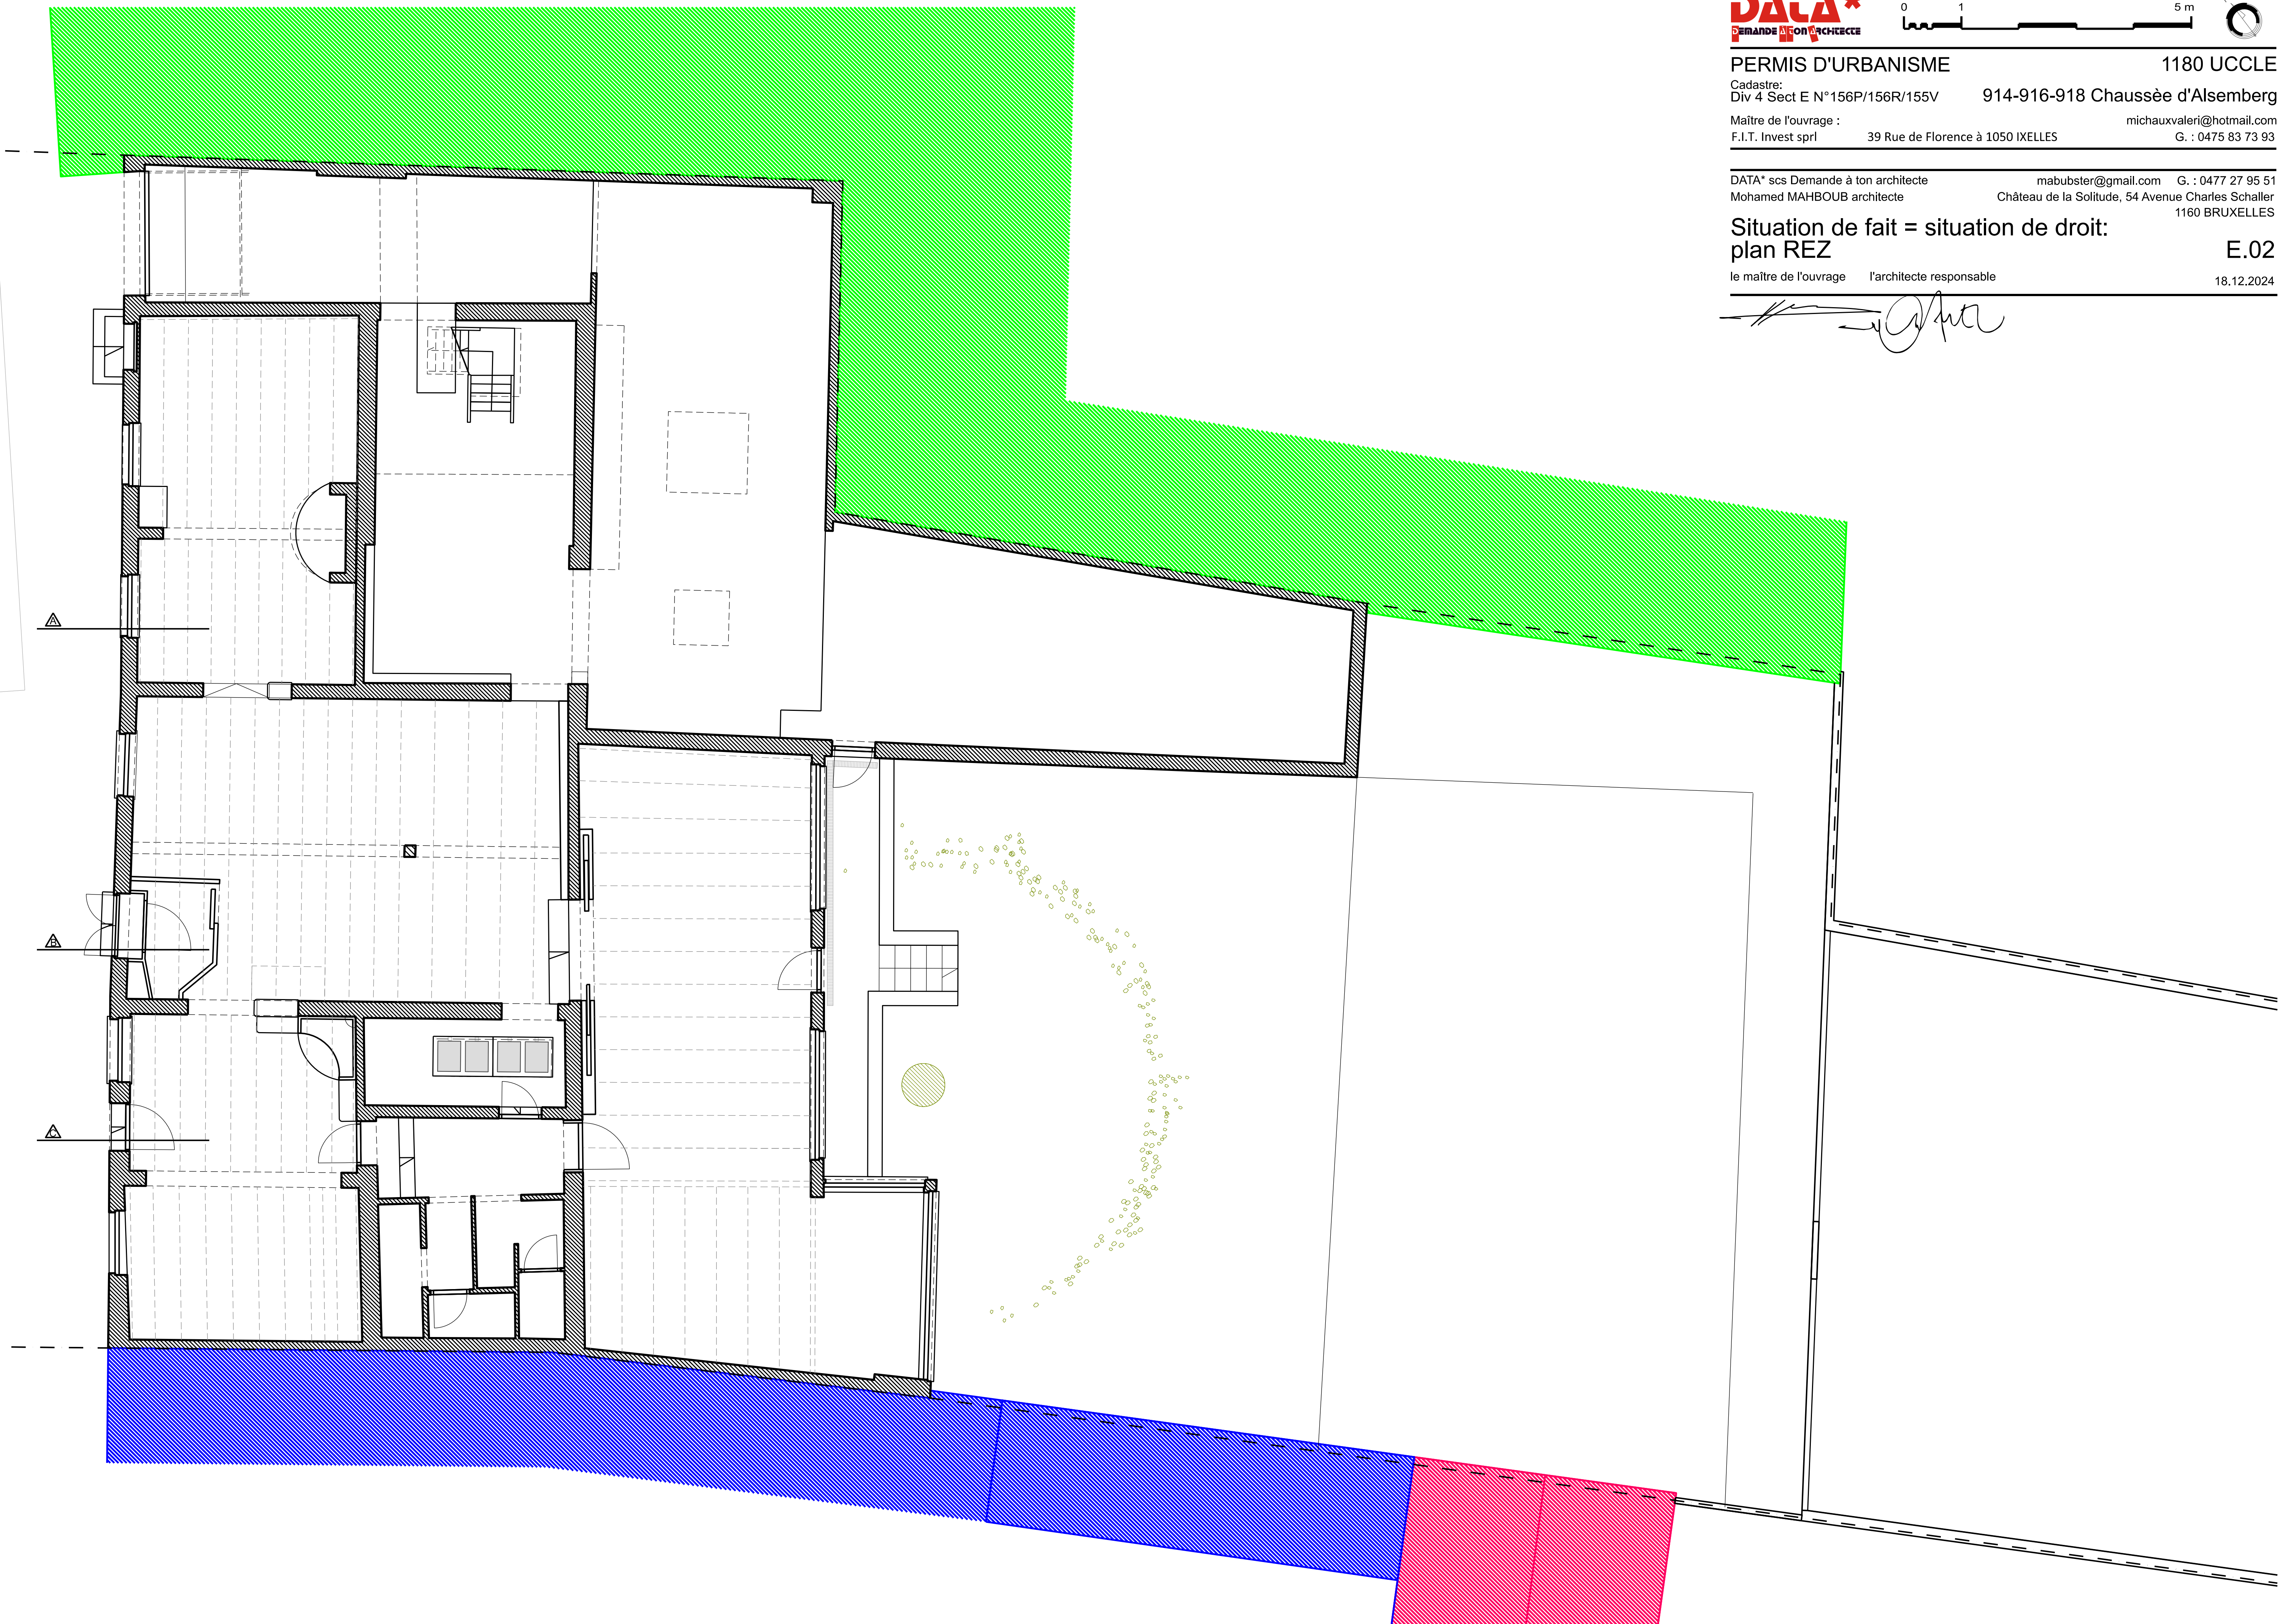 DATA*
DEMANDE A TON ARCHITECTE
0 1 5 m
PERMIS D'URBANISME 1180 UCCLE
Cadastre:
Div 4 Sect E N°156P/156R/155V 914-916-918 Chaussèe d'Alsemberg
Maître de l'ouvrage : michauxvaleri@hotmail.com
F.I.T. Invest sprl 39 Rue de Florence à 1050 IXELLES G. : 0475 83 73 93
DATA* scs Demande à ton architecte mabubster@gmail.com G. : 0477 27 95 51
Mohamed MAHBOUB architecte Château de la Solitude, 54 Avenue Charles Schaller
1160 BRUXELLES
Situation de fait = situation de droit:
plan REZ E.02
le maître de l'ouvrage l'architecte responsable 18.12.2024
A
B
C